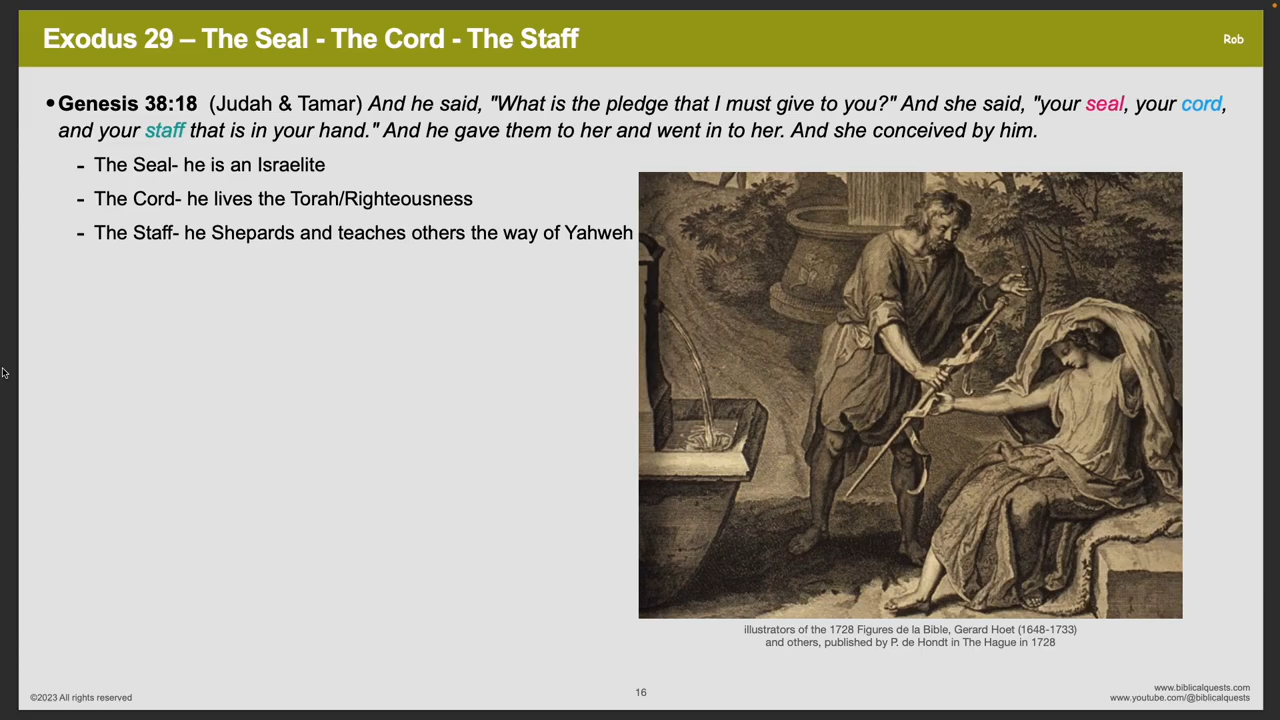 Exodus 29 – The Seal - The Cord - The Staff
Rob
•Genesis 38:18 (Judah & Tamar) And he said, "What is the pledge that I must give to you?" And she said, "your seal, your cord,
and your staff that is in your hand." And he gave them to her and went in to her. And she conceived by him.
- The Seal- he is an Israelite
- The Cord- he lives the Torah/Righteousness
- The Staff- he Shepards and teaches others the way of Yahweh
illustrators of the 1728 Figures de la Bible, Gerard Hoet (1648-1733)
and others, published by P. de Hondt in The Hague in 1728
©2023 All rights reserved
16
www.biblicalquests.com
www.youtube.com/@biblicalquests